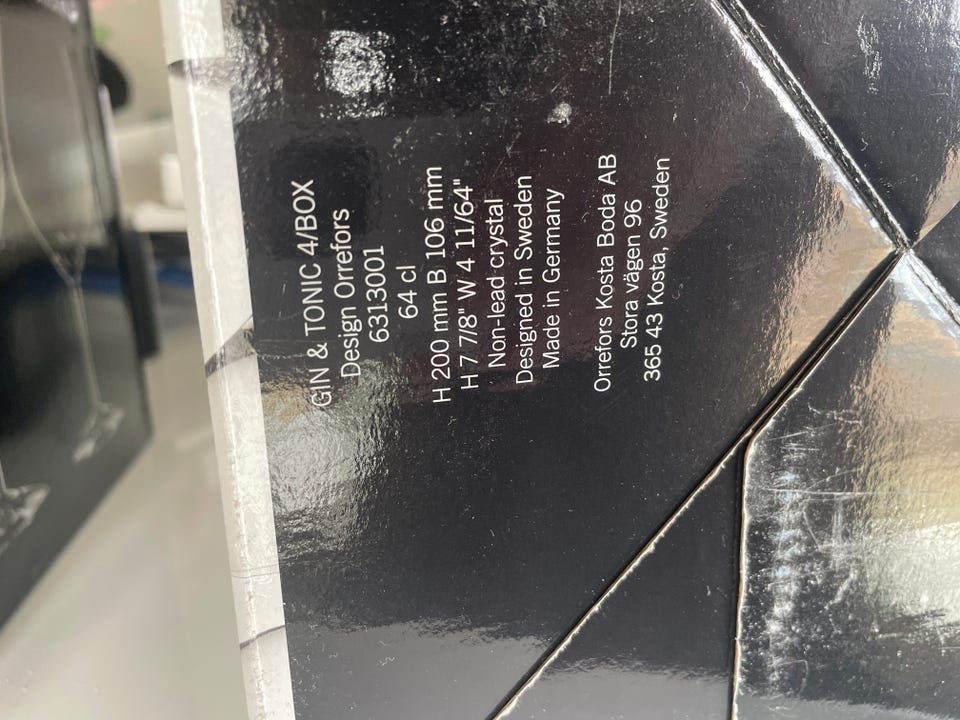 GIN & TONIC 4/BOX
Design Orrefors
6313001
64 cl
H 200 mm B 106 mm
H 7 7/8" W 4 11/64"
Non-lead crystal
Designed in Sweden
Made in Germany
Orrefors Kosta Boda AB
Stora vägen 96
365 43 Kosta, Sweden